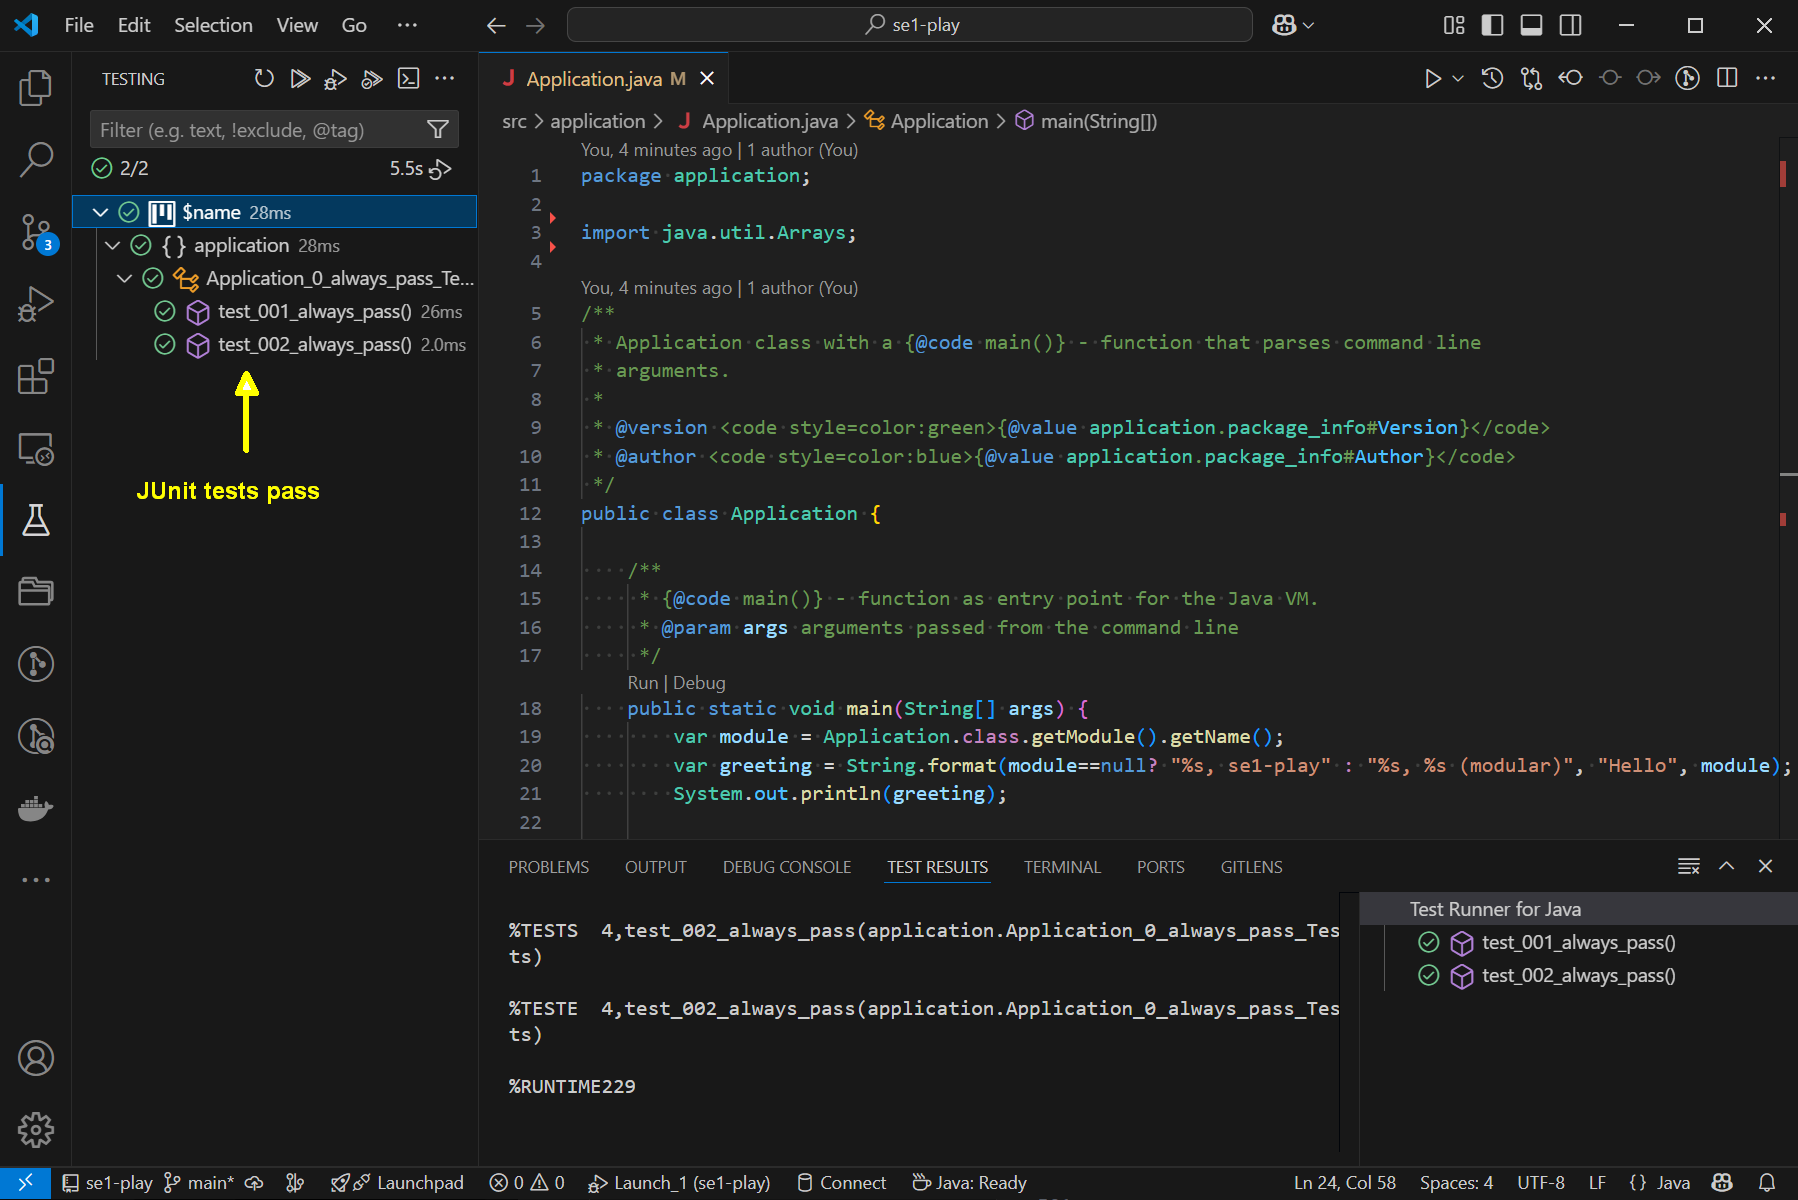 File Edit Selection View Go ···
se1-play
TESTING
Filter (e.g. text, !exclude, @tag)
2/2 5.5s
$name 28ms
{} application 28ms
Application_0_always_pass_Te...
test_001_always_pass() 26ms
test_002_always_pass() 2.0ms
JUnit tests pass
3
J Application.java M
src > application > J Application.java > Application > main(String[])
You, 4 minutes ago | 1 author (You)
1 package application;
2
3 import java.util.Arrays;
4
You, 4 minutes ago | 1 author (You)
5 /**
6 * Application class with a {@code main()} - function that parses command line
7 * arguments.
8 *
9 * @version <code style=color:green>{@value application.package_info#Version}</code>
10 * @author <code style=color:blue>{@value application.package_info#Author}</code>
11 */
12 public class Application {
13
14 /**
15 * {@code main()} - function as entry point for the Java VM.
16 * @param args arguments passed from the command line
17 */
Run | Debug
18 public static void main(String[] args) {
19 var module = Application.class.getModule().getName();
20 var greeting = String.format(module==null? "%s, se1-play" : "%s, %s (modular)", "Hello", module);
21 System.out.println(greeting);
22
PROBLEMS OUTPUT DEBUG CONSOLE TEST RESULTS TERMINAL PORTS GITLENS
%TESTS 4,test_002_always_pass(application.Application_0_always_pass_Tes
ts)
%TESTE 4,test_002_always_pass(application.Application_0_always_pass_Tes
ts)
%RUNTIME229
Test Runner for Java
test_001_always_pass()
test_002_always_pass()
se1-play main* Launchpad 0 0 Launch_1 (se1-play) Connect Java: Ready Ln 24, Col 58 Spaces: 4 UTF-8 LF {} Java